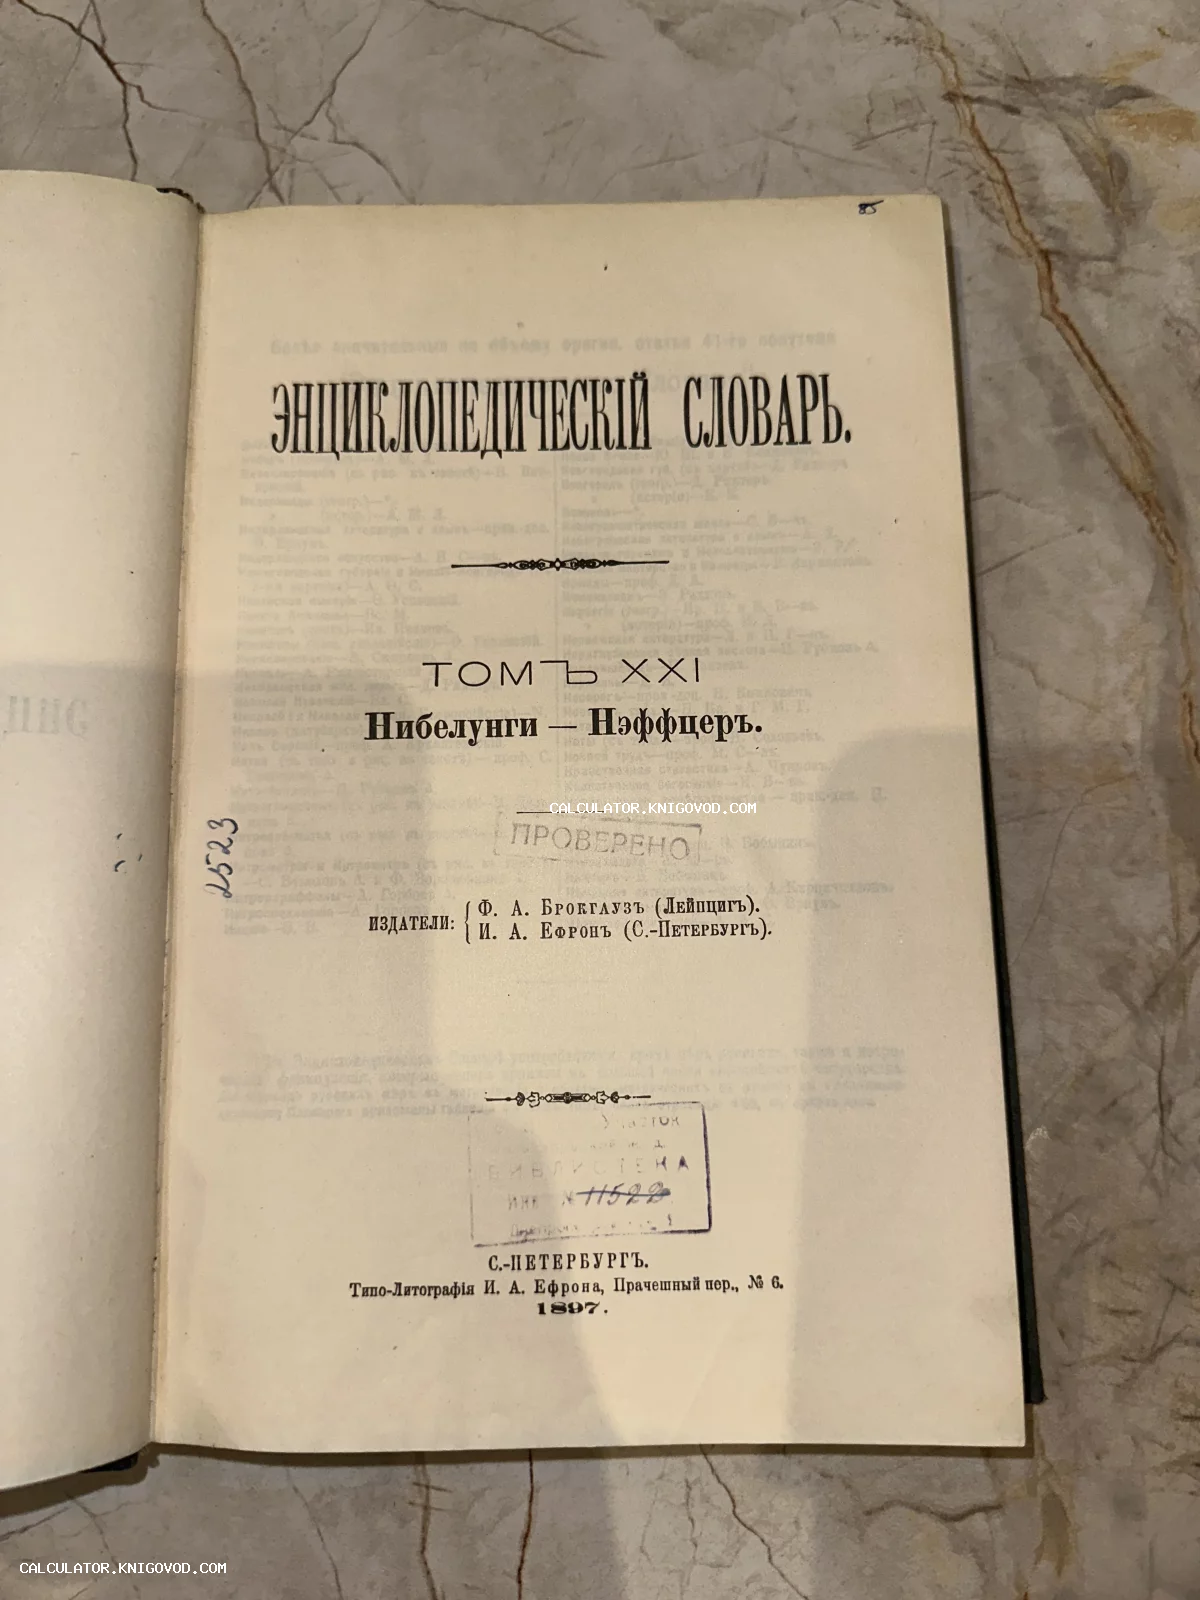 85
ЭНЦИКЛОПЕДИЧЕСКІЙ СЛОВАРЬ.
ТОМЪ XXI
Нибелунги — Нэффцеръ.
CALCULATOR.KNIGOVOD.COM
ПРОВЕРЕНО
2523
ИЗДАТЕЛИ:
Ф. А. БРОКГАУЗЪ (ЛЕЙПЦИГЪ).
И. А. ЕФРОНЪ (С.-ПЕТЕРБУРГЪ).
БИБЛИОТЕКА
11522
С.-ПЕТЕРБУРГЪ.
Типо-Литографія И. А. Ефрона, Прачешный пер., № 6.
1897.
CALCULATOR.KNIGOVOD.COM